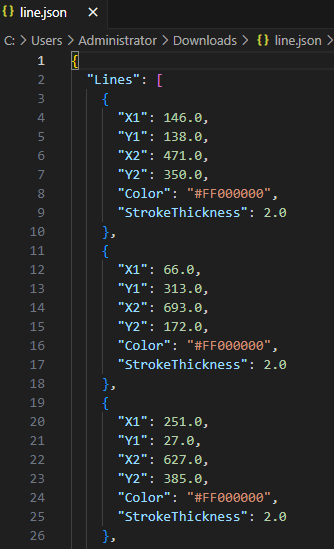 {} line.json ×
C: > Users > Administrator > Downloads > {} line.json >
1 {
2 "Lines": [
3 {
4 "X1": 146.0,
5 "Y1": 138.0,
6 "X2": 471.0,
7 "Y2": 350.0,
8 "Color": "#FF000000",
9 "StrokeThickness": 2.0
10 },
11 {
12 "X1": 66.0,
13 "Y1": 313.0,
14 "X2": 693.0,
15 "Y2": 172.0,
16 "Color": "#FF000000",
17 "StrokeThickness": 2.0
18 },
19 {
20 "X1": 251.0,
21 "Y1": 27.0,
22 "X2": 627.0,
23 "Y2": 385.0,
24 "Color": "#FF000000",
25 "StrokeThickness": 2.0
26 },